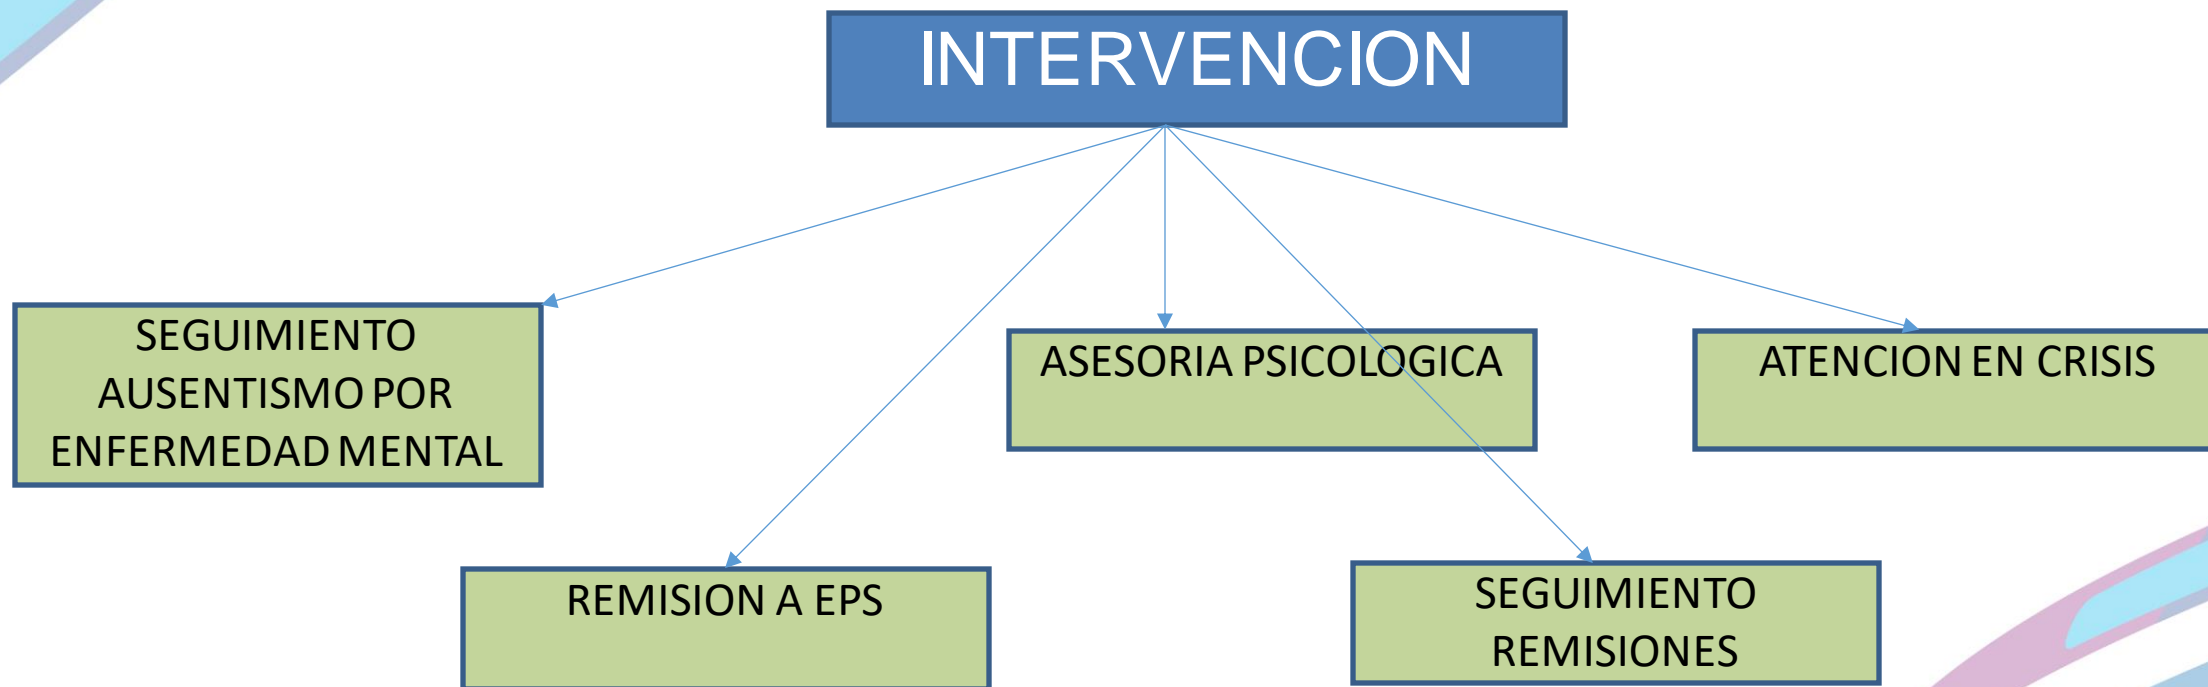 INTERVENCION
SEGUIMIENTO
AUSENTISMO POR
ENFERMEDAD MENTAL
ASESORIA PSICOLOGICA
ATENCION EN CRISIS
REMISION A EPS
SEGUIMIENTO
REMISIONES